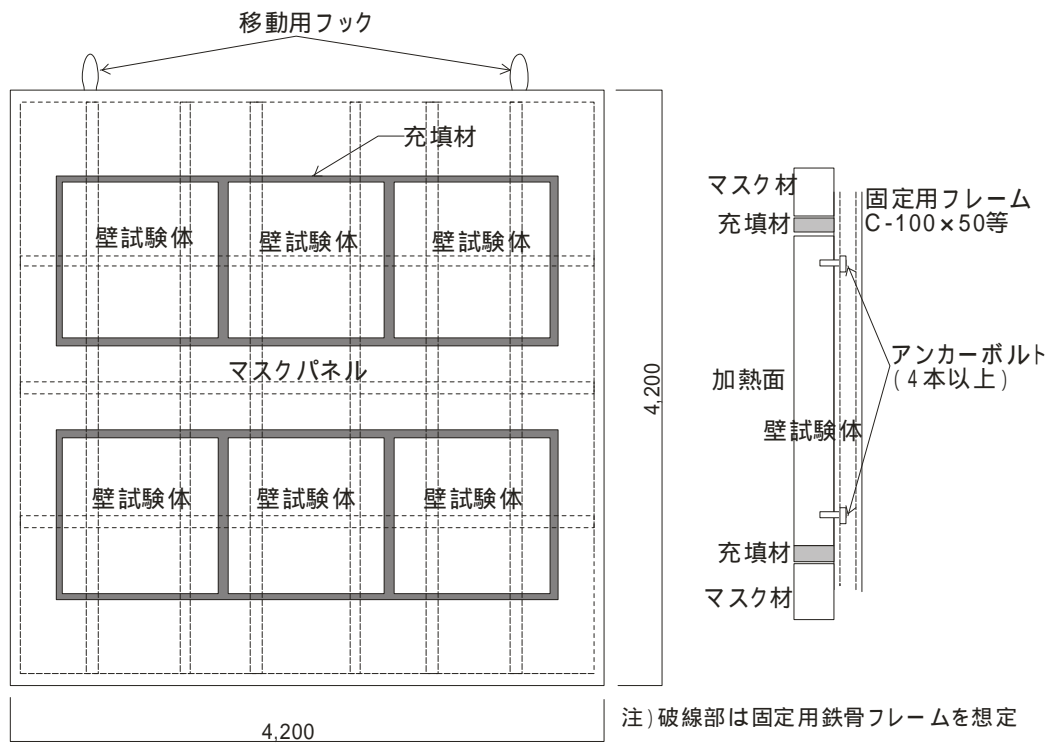 移動用フック
充填材
壁試験体
壁試験体
壁試験体
マスクパネル
壁試験体
壁試験体
壁試験体
4,200
4,200
マスク材
充填材
固定用フレーム
C-100×50等
アンカーボルト
(4本以上)
加熱面
壁試験体
充填材
マスク材
注)破線部は固定用鉄骨フレームを想定